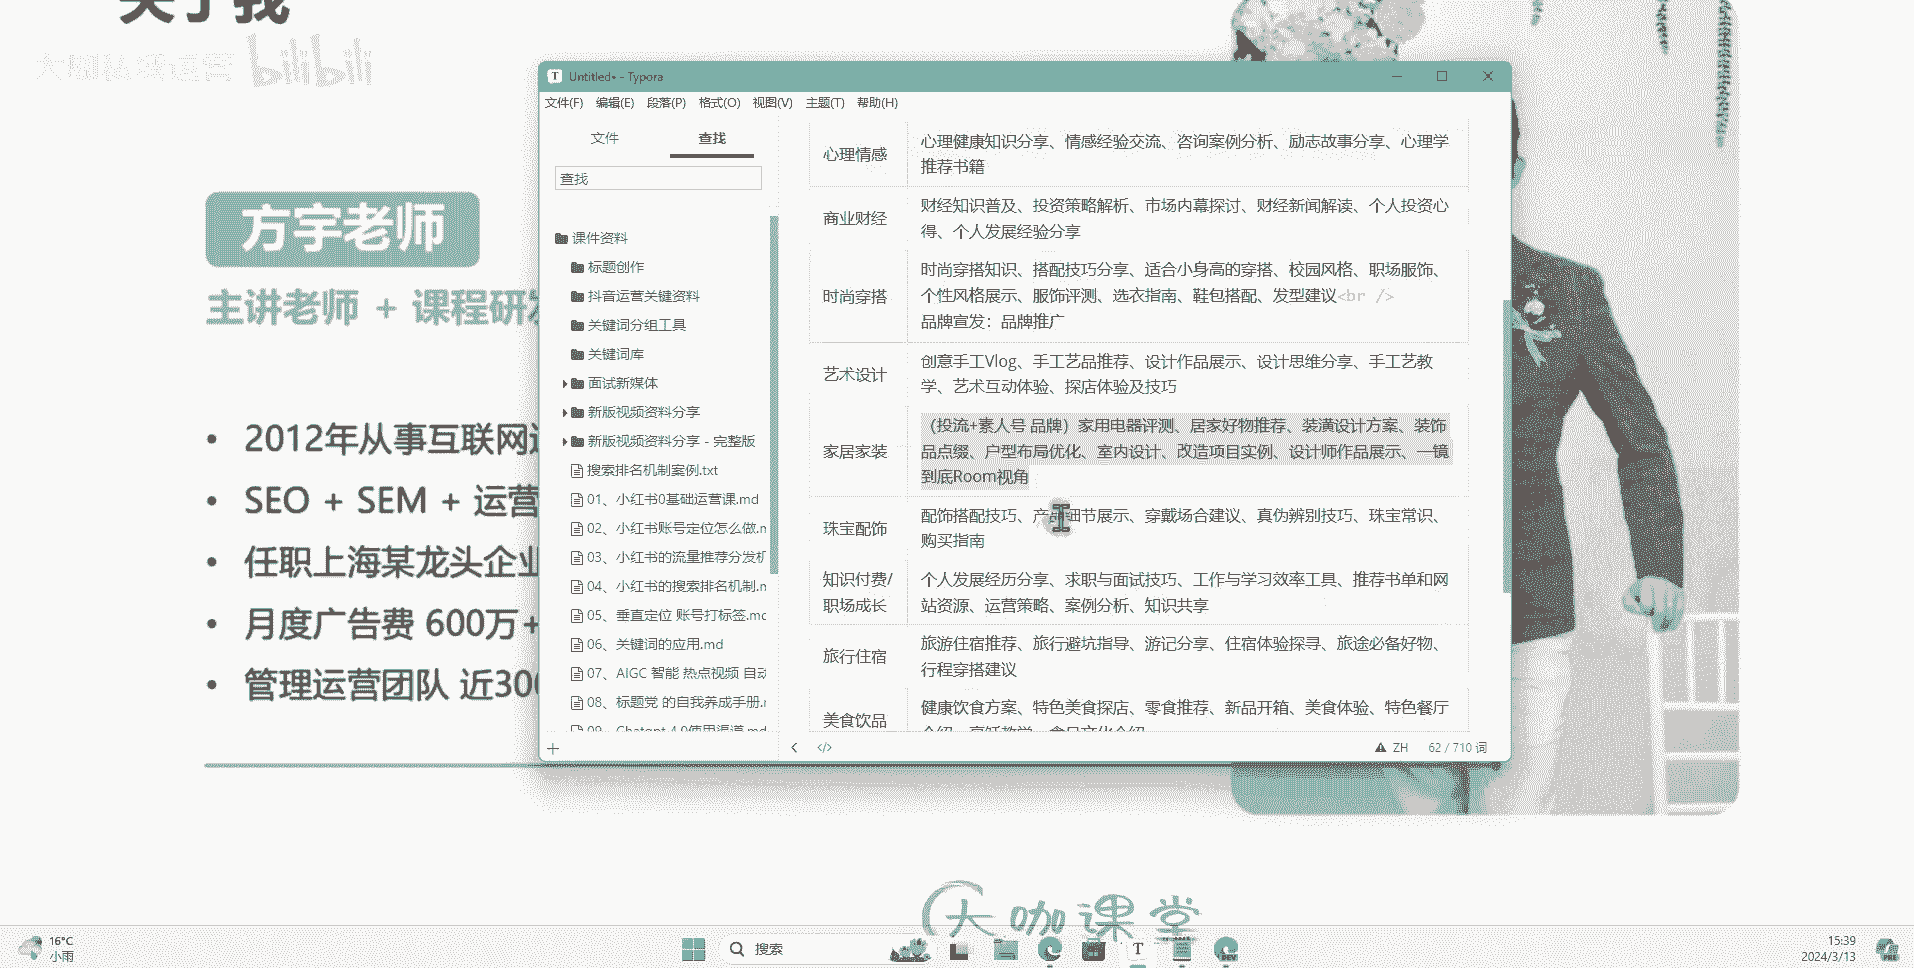 关于我
大咖私域运营 bilibili
方宇老师
主讲老师 + 课程研发
• 2012年从事互联网
• SEO + SEM + 运营
• 任职上海某龙头企业
• 月度广告费 600万+
• 管理运营团队 近300
Untitled• - Typora
文件(F) 编辑(E) 段落(P) 格式(O) 视图(V) 主题(T) 帮助(H)
文件 查找
查找
课件资料
标题创作
抖音运营关键资料
关键词分组工具
关键词库
面试新媒体
新版视频资料分享
新版视频资料分享 - 完整版
搜索排名机制案例.txt
01、小红书0基础运营课.md
02、小红书账号定位怎么做.m
03、小红书的流量推荐分发机
04、小红书的搜索排名机制.m
05、垂直定位 账号打标签.mc
06、关键词的应用.md
07、AIGC 智能 热点视频 自动
08、标题党 的自我养成手册.r
09、Chatgpt 4.0使用渠道.md
心理情感
心理健康知识分享、情感经验交流、咨询案例分析、励志故事分享、心理学
推荐书籍
商业财经
财经知识普及、投资策略解析、市场内幕探讨、财经新闻解读、个人投资心
得、个人发展经验分享
时尚穿搭
时尚穿搭知识、搭配技巧分享、适合小身高的穿搭、校园风格、职场服饰、
个性风格展示、服饰评测、选衣指南、鞋包搭配、发型建议<br />
品牌宣发：品牌推广
艺术设计
创意手工Vlog、手工艺品推荐、设计作品展示、设计思维分享、手工艺教
学、艺术互动体验、探店体验及技巧
家居家装
（投流+素人号 品牌）家用电器评测、居家好物推荐、装潢设计方案、装饰
品点缀、户型布局优化、室内设计、改造项目实例、设计师作品展示、一镜
到底Room视角
珠宝配饰
配饰搭配技巧、产品细节展示、穿戴场合建议、真伪辨别技巧、珠宝常识、
购买指南
知识付费/
职场成长
个人发展经历分享、求职与面试技巧、工作与学习效率工具、推荐书单和网
站资源、运营策略、案例分析、知识共享
旅行住宿
旅游住宿推荐、旅行避坑指导、游记分享、住宿体验探寻、旅途必备好物、
行程穿搭建议
美食饮品
健康饮食方案、特色美食探店、零食推荐、新品开箱、美食体验、特色餐厅
介绍、烹饪教学、食品文化介绍
ZH 62 / 710 词
大咖课堂
16°C
小雨
搜索
15:39
2024/3/13